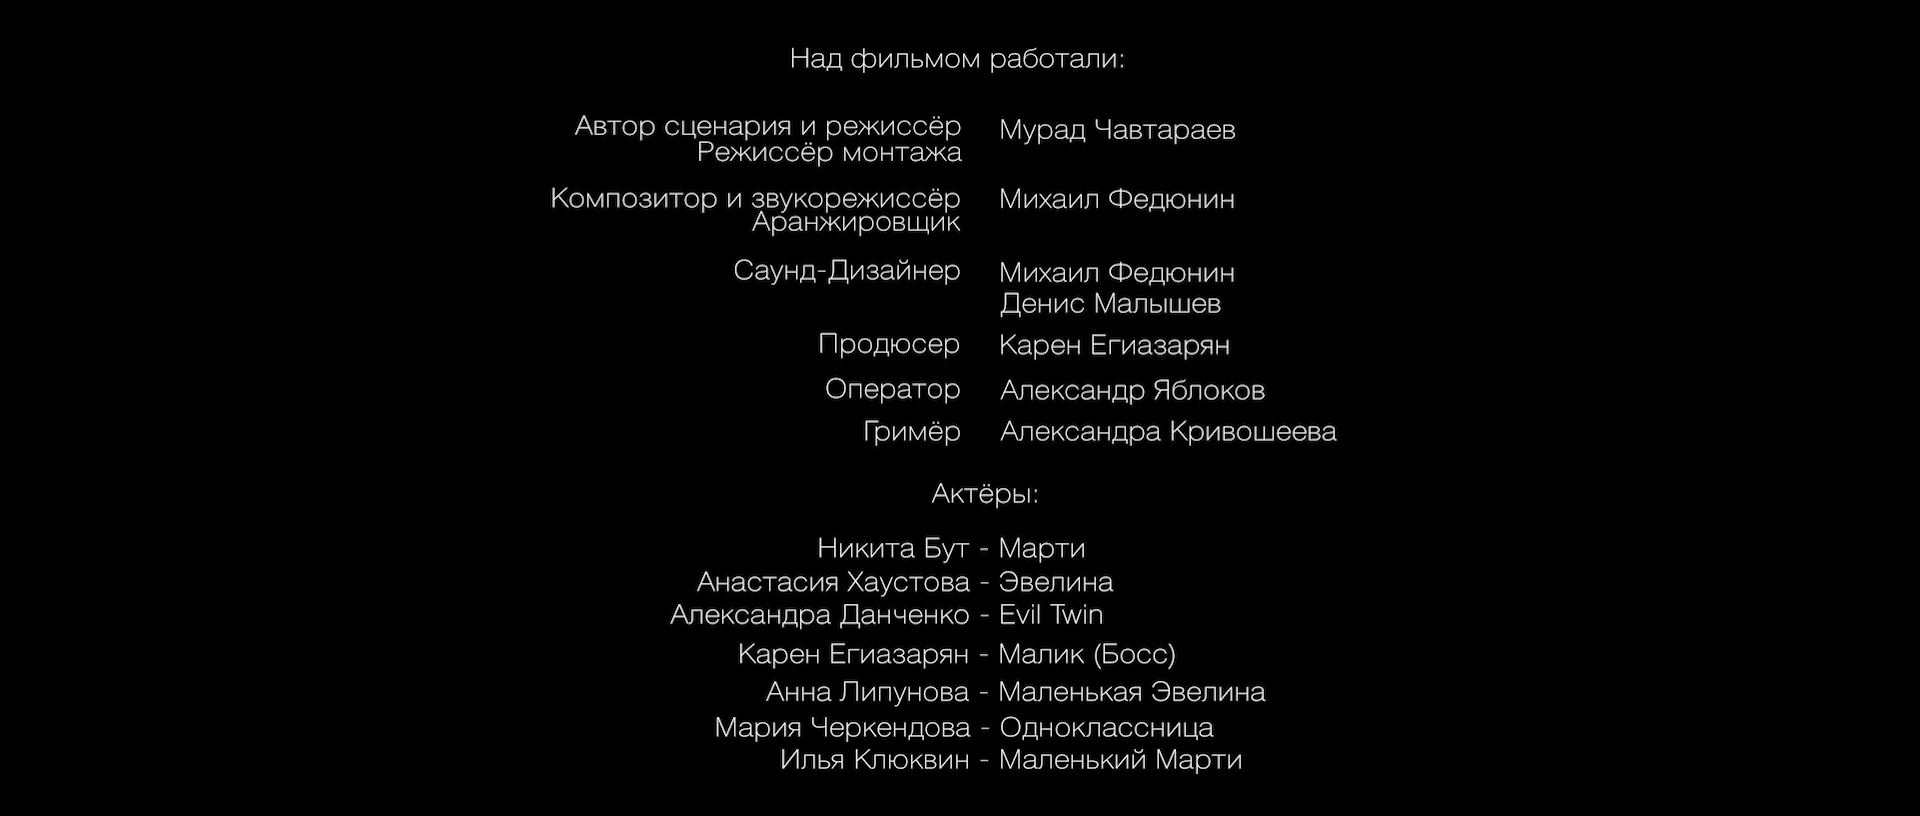 Над фильмом работали:
Автор сценария и режиссёр Мурад Чавтараев
Режиссёр монтажа
Композитор и звукорежиссёр Михаил Федюнин
Аранжировщик
Саунд-Дизайнер Михаил Федюнин
Денис Малышев
Продюсер Карен Егиазарян
Оператор Александр Яблоков
Гримёр Александра Кривошеева
Актёры:
Никита Бут - Марти
Анастасия Хаустова - Эвелина
Александра Данченко - Evil Twin
Карен Егиазарян - Малик (Босс)
Анна Липунова - Маленькая Эвелина
Мария Черкендова - Одноклассница
Илья Клюквин - Маленький Марти